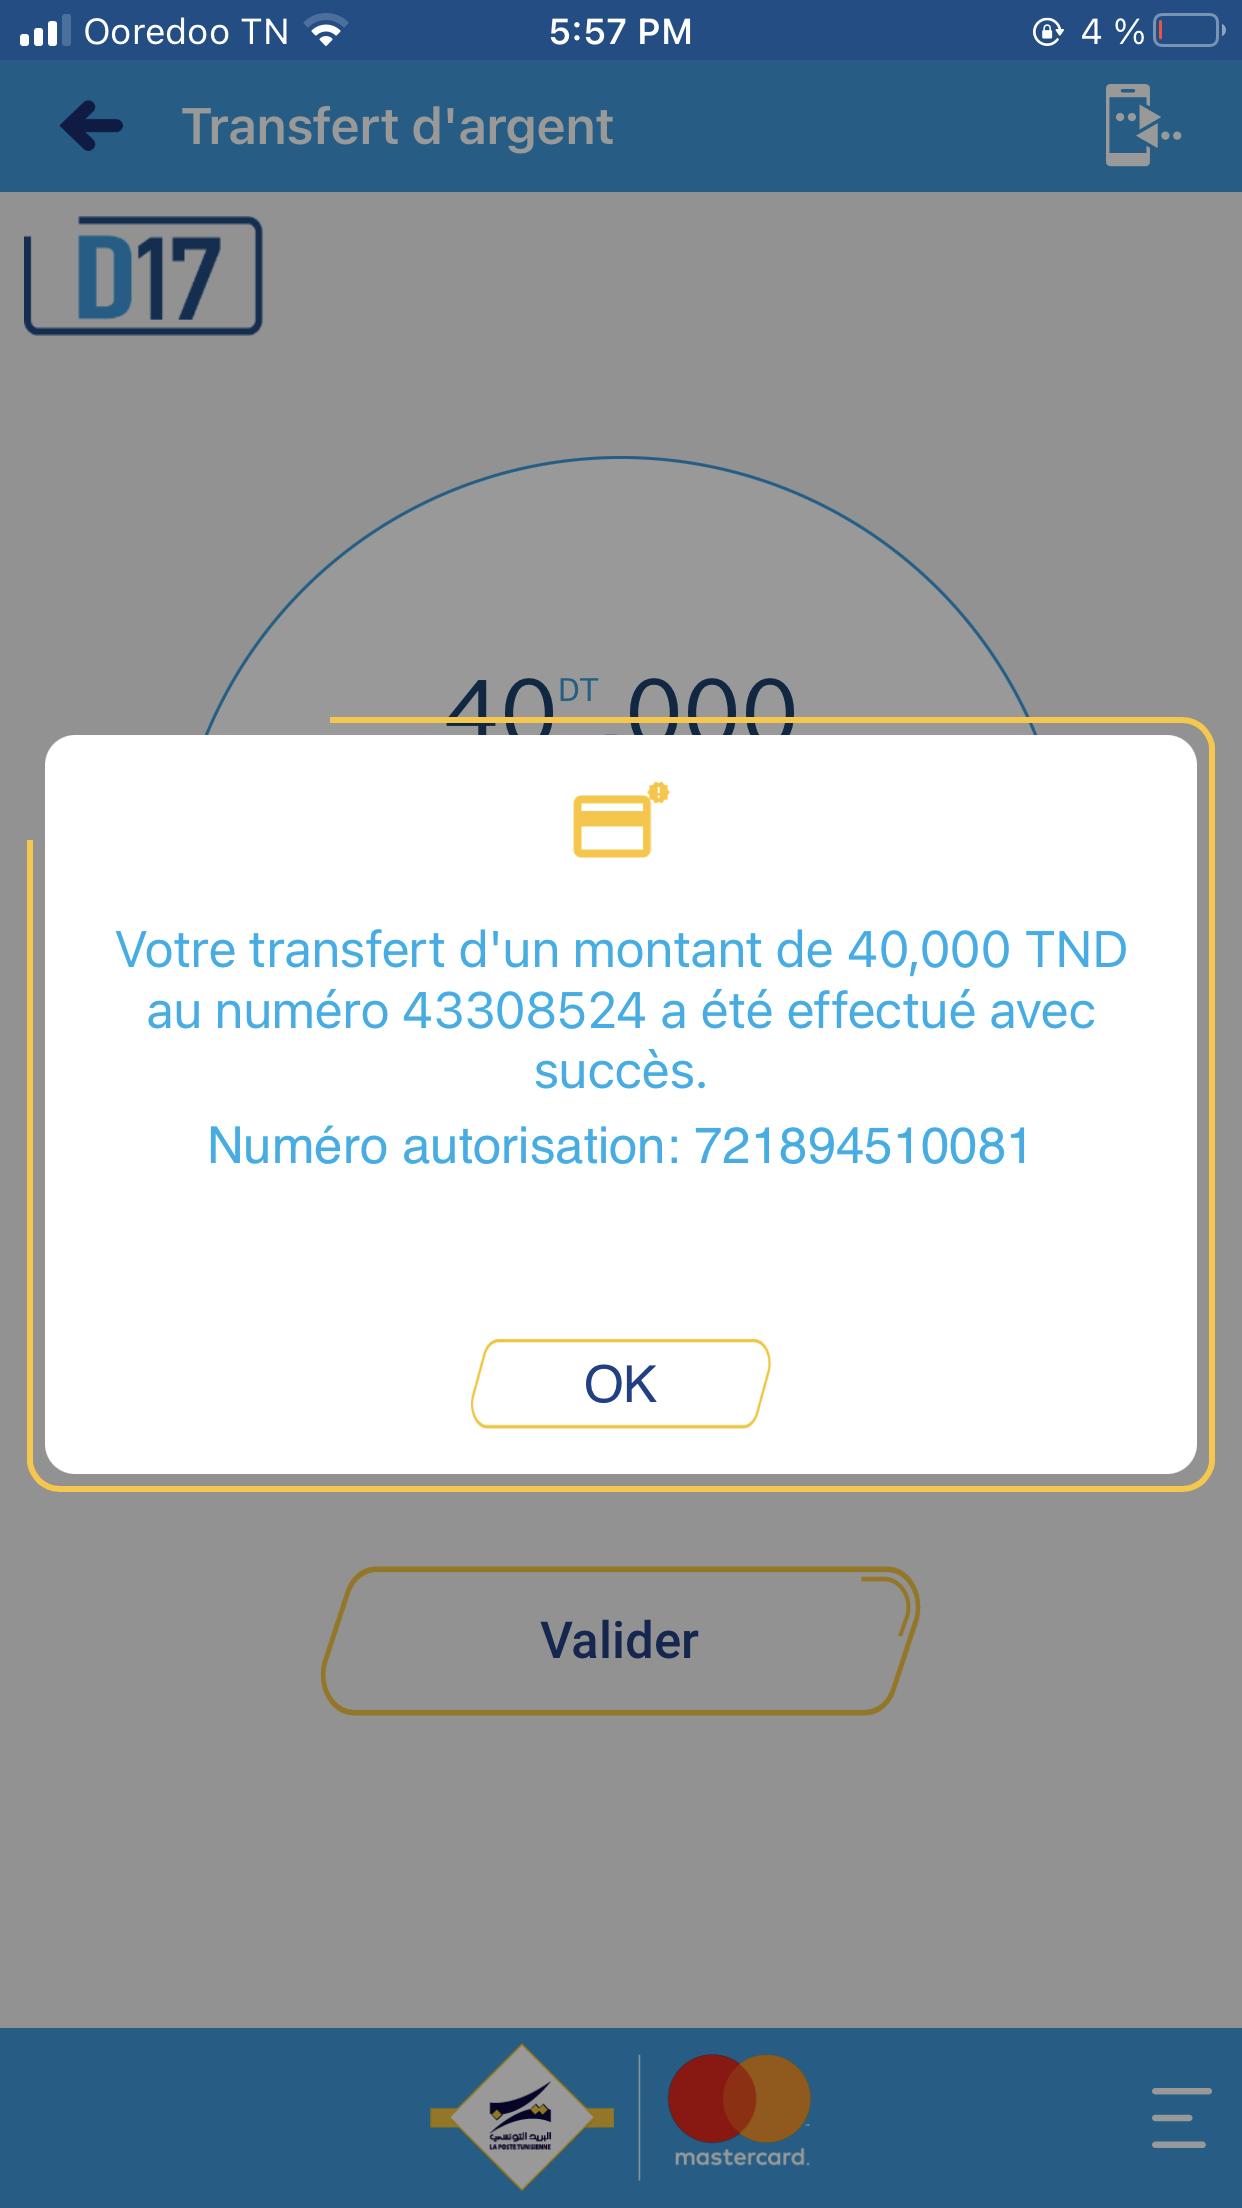 Ooredoo TN 5:57 PM 4 %
Transfert d'argent
D17
40 DT ,000
Votre transfert d'un montant de 40,000 TND
au numéro 43308524 a été effectué avec
succès.
Numéro autorisation: 721894510081
OK
Valider
البريد التونسي
LA POSTE TUNISIENNE
mastercard.